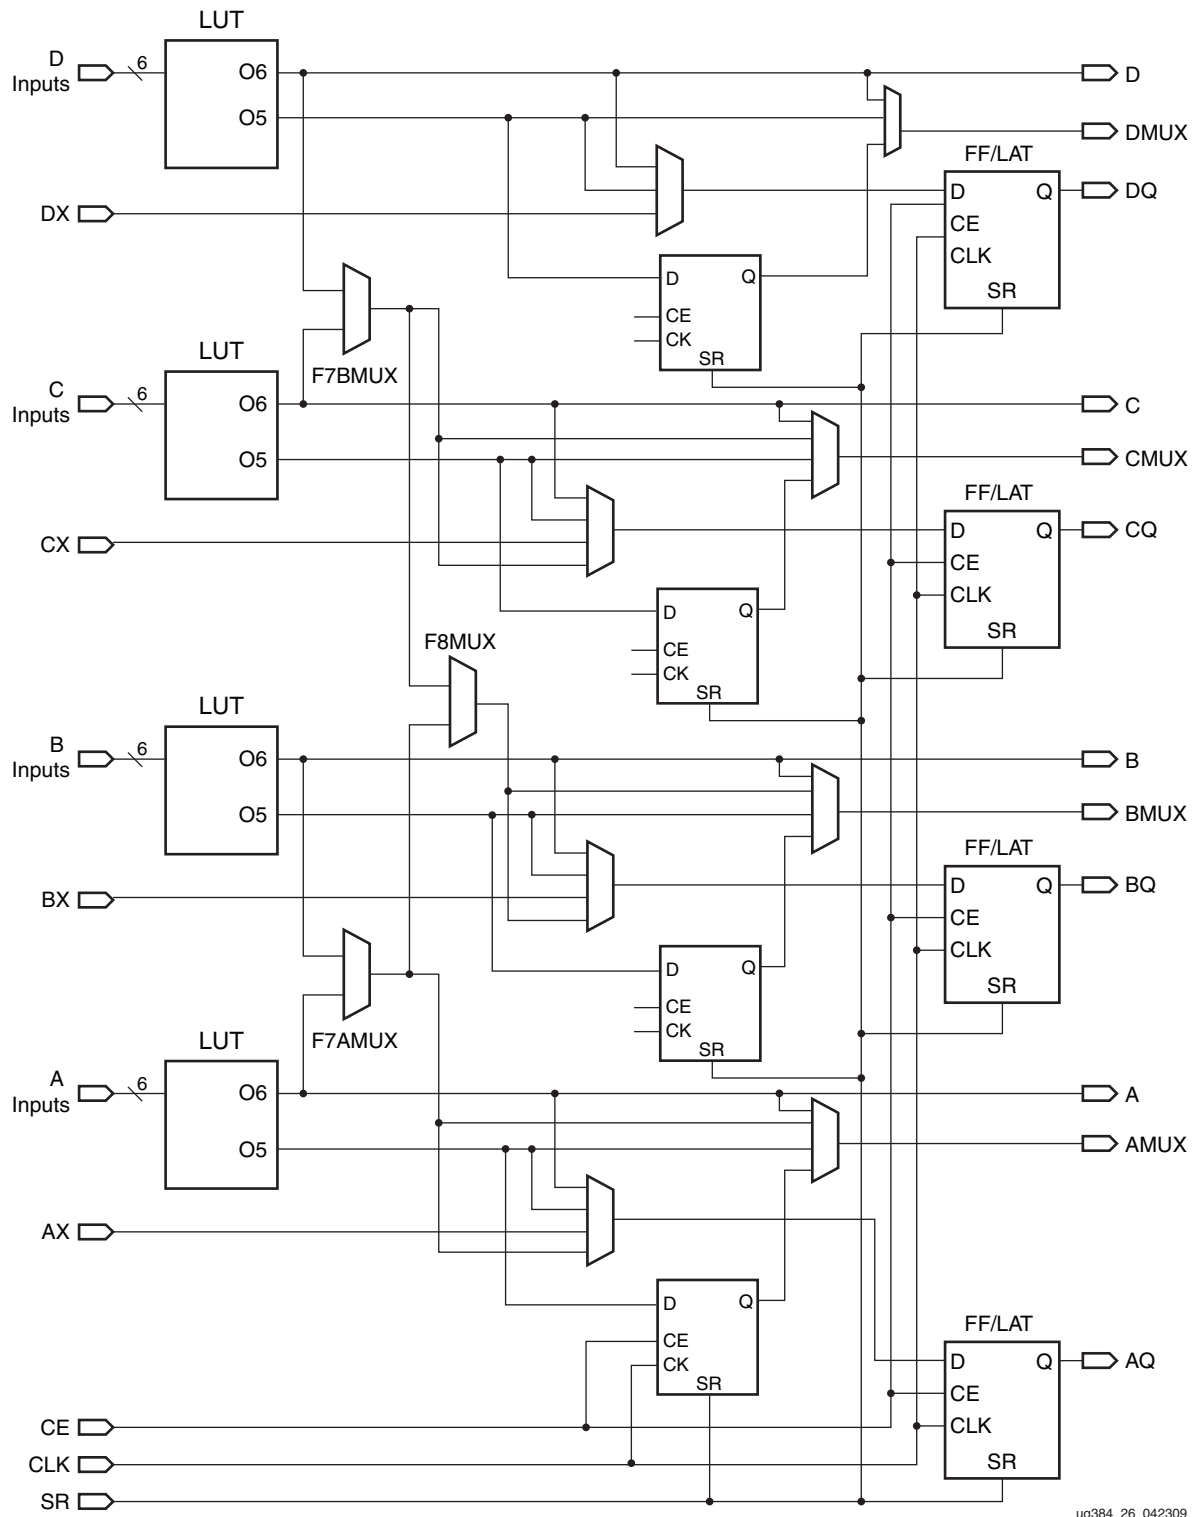 LUT
D
Inputs
6
O6
D
O5
DMUX
FF/LAT
DX
D
Q
DQ
CE
CLK
SR
D
Q
CE
CK
SR
F7BMUX
LUT
C
Inputs
6
O6
C
O5
CMUX
FF/LAT
CX
D
Q
CQ
CE
CLK
SR
D
Q
CE
CK
SR
F8MUX
LUT
B
Inputs
6
O6
B
O5
BMUX
FF/LAT
BX
D
Q
BQ
CE
CLK
SR
D
Q
CE
CK
SR
F7AMUX
LUT
A
Inputs
6
O6
A
O5
AMUX
AX
D
Q
CE
CK
SR
FF/LAT
D
Q
AQ
CE
CLK
SR
CE
CLK
SR
ug384_26_042309